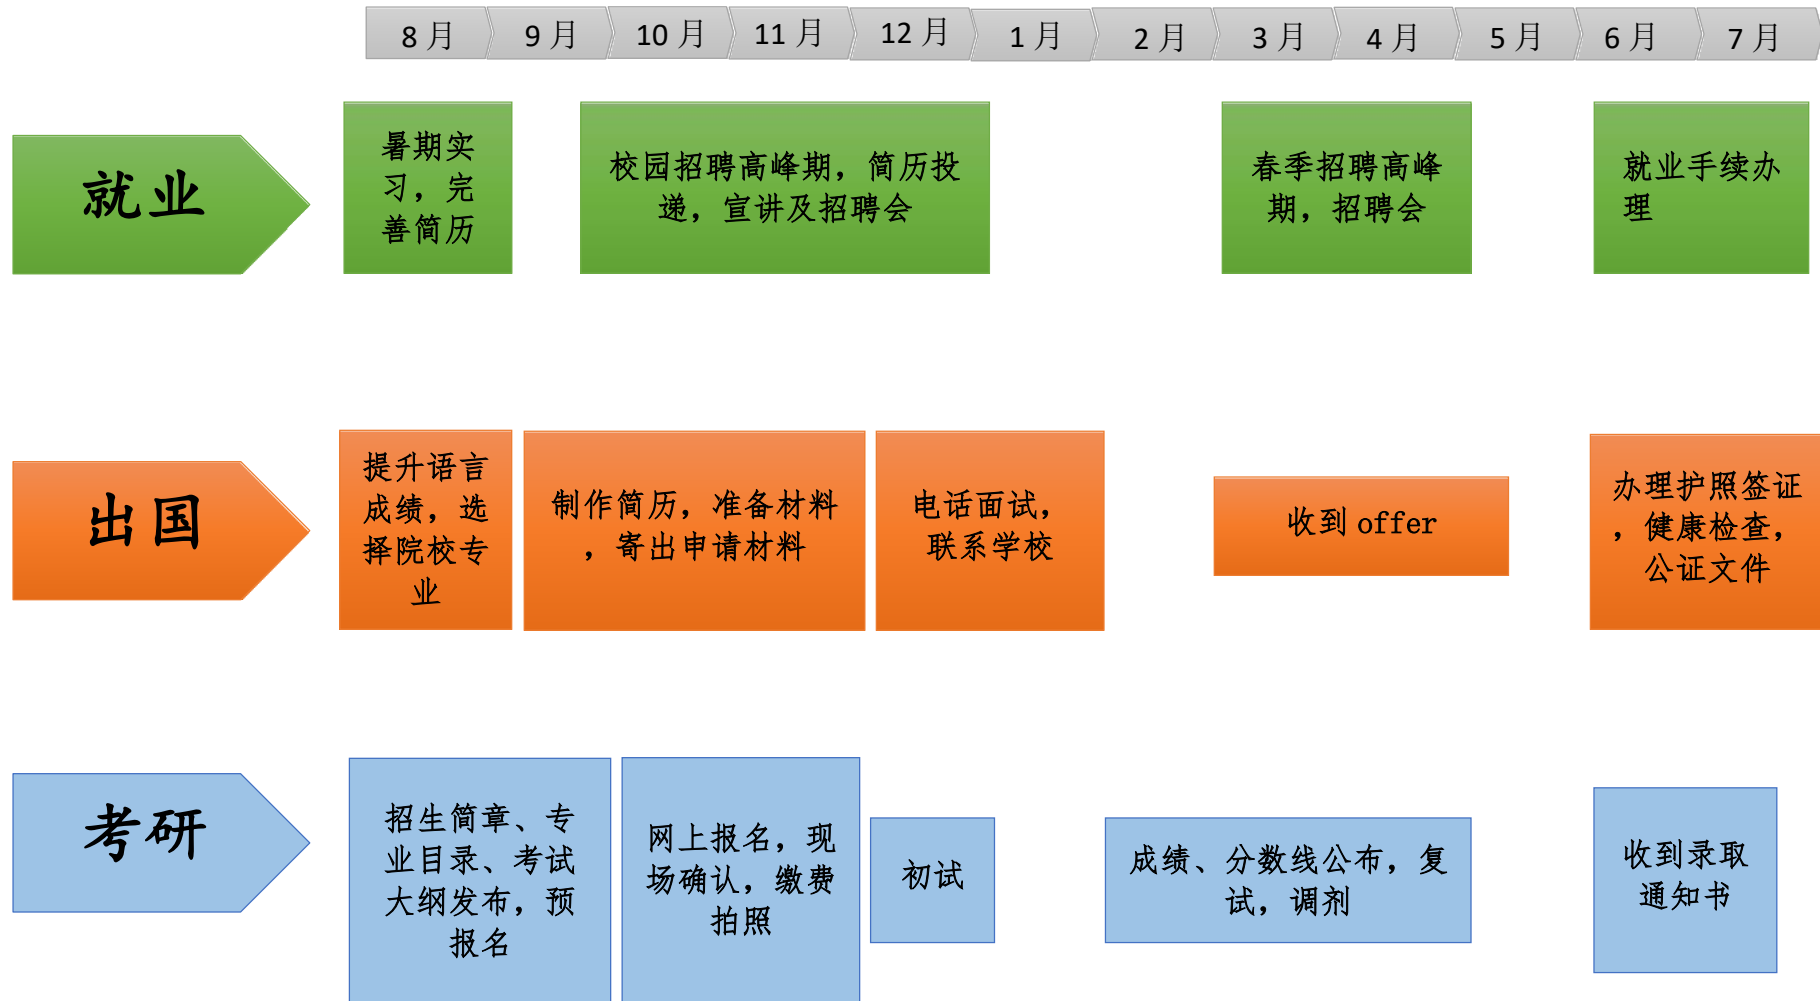 8 月
9 月
10 月
11 月
12 月
1 月
2 月
3 月
4 月
5 月
6 月
7 月
就业
暑期实
习，完
善简历
校园招聘高峰期，简历投
递，宣讲及招聘会
春季招聘高峰
期，招聘会
就业手续办
理
出国
提升语言
成绩，选
择院校专
业
制作简历，准备材料
，寄出申请材料
电话面试，
联系学校
收到 offer
办理护照签证
，健康检查，
公证文件
考研
招生简章、专
业目录、考试
大纲发布，预
报名
网上报名，现
场确认，缴费
拍照
初试
成绩、分数线公布，复
试，调剂
收到录取
通知书